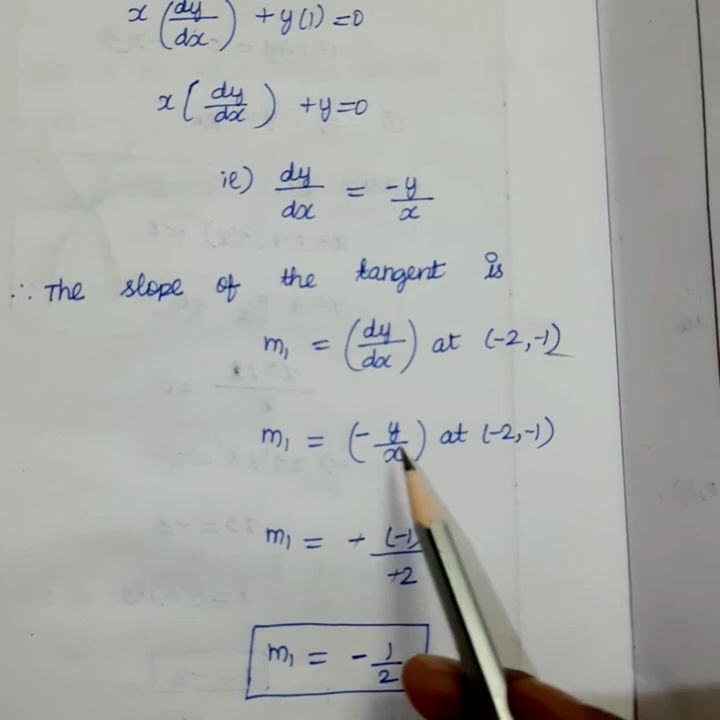 x (dy/dx) + y(1) = 0
x (dy/dx) + y = 0
ie) dy/dx = -y/x
∴ The slope of the tangent is
m₁ = (dy/dx) at (-2, -1)
m₁ = (- y/x) at (-2, -1)
m₁ = + (-1)/+2
m₁ = - 1/2